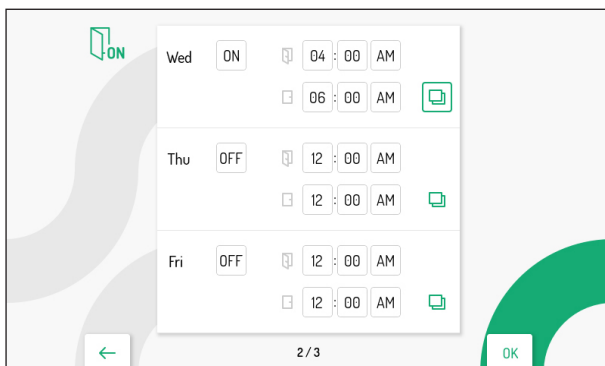 ON
Wed ON 04 : 00 AM
06 : 00 AM
Thu OFF 12 : 00 AM
12 : 00 AM
Fri OFF 12 : 00 AM
12 : 00 AM
2/3
OK